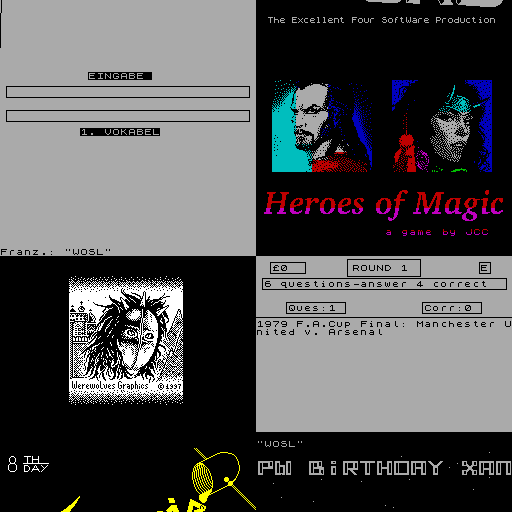 EINGABE
1. VOKABEL
Franz.: "WOSL"
The Excellent Four SoftWare Production
Heroes of Magic
a game by JCC
Werewolves Graphics ©1997
8 TH DAY
£0 ROUND 1 E
6 questions-answer 4 correct
Ques:1 Corr:0
1979 F.A.Cup Final: Manchester U
nited v. Arsenal
"WOSL"
PW BiRTHDAY XAN